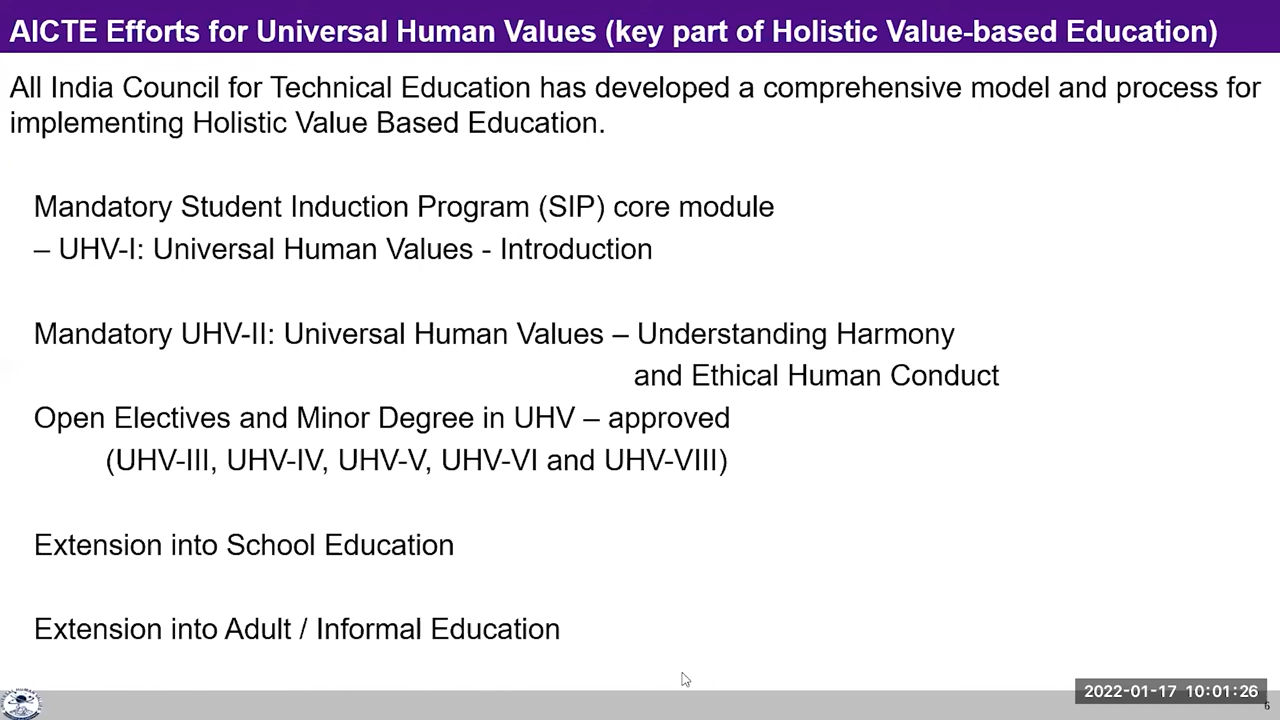 AICTE Efforts for Universal Human Values (key part of Holistic Value-based Education)
All India Council for Technical Education has developed a comprehensive model and process for
implementing Holistic Value Based Education.
Mandatory Student Induction Program (SIP) core module
– UHV-I: Universal Human Values - Introduction
Mandatory UHV-II: Universal Human Values – Understanding Harmony
and Ethical Human Conduct
Open Electives and Minor Degree in UHV – approved
(UHV-III, UHV-IV, UHV-V, UHV-VI and UHV-VIII)
Extension into School Education
Extension into Adult / Informal Education
2022-01-17 10:01:26
6